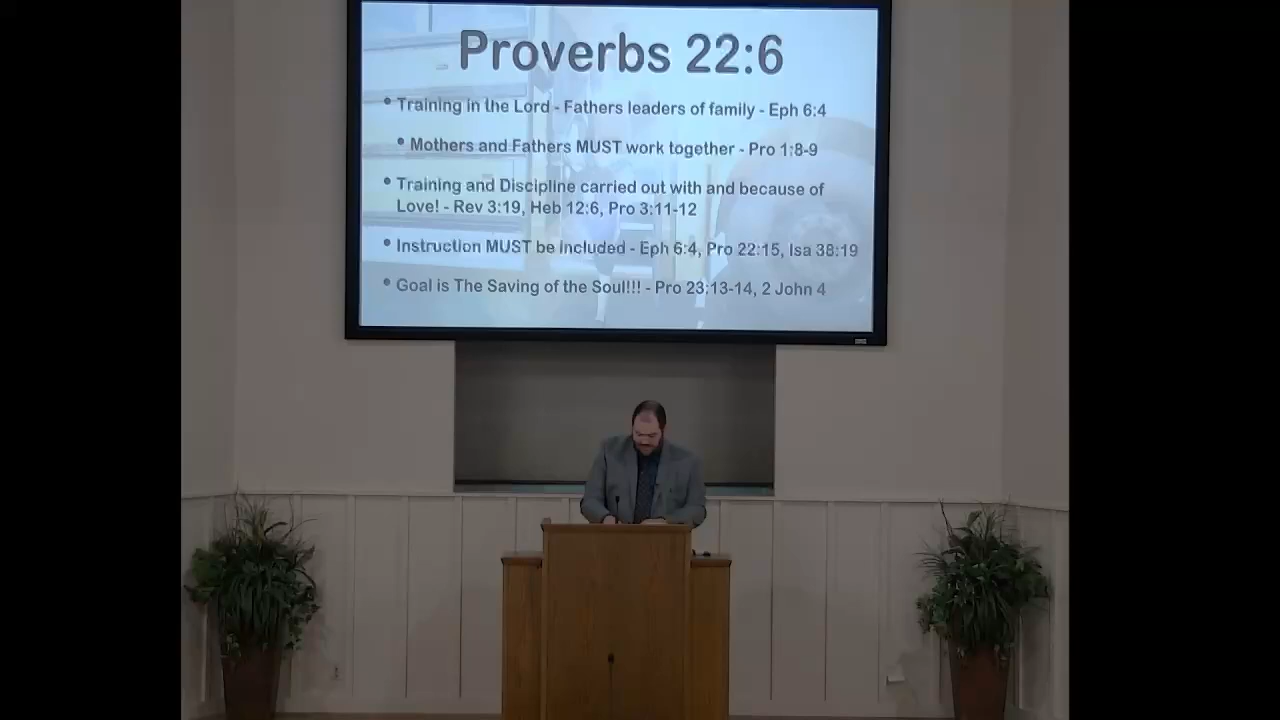 Proverbs 22:6
• Training in the Lord - Fathers leaders of family - Eph 6:4
• Mothers and Fathers MUST work together - Pro 1:8-9
• Training and Discipline carried out with and because of
Love! - Rev 3:19, Heb 12:6, Pro 3:11-12
• Instruction MUST be included - Eph 6:4, Pro 22:15, Isa 38:19
• Goal is The Saving of the Soul!!! - Pro 23:13-14, 2 John 4